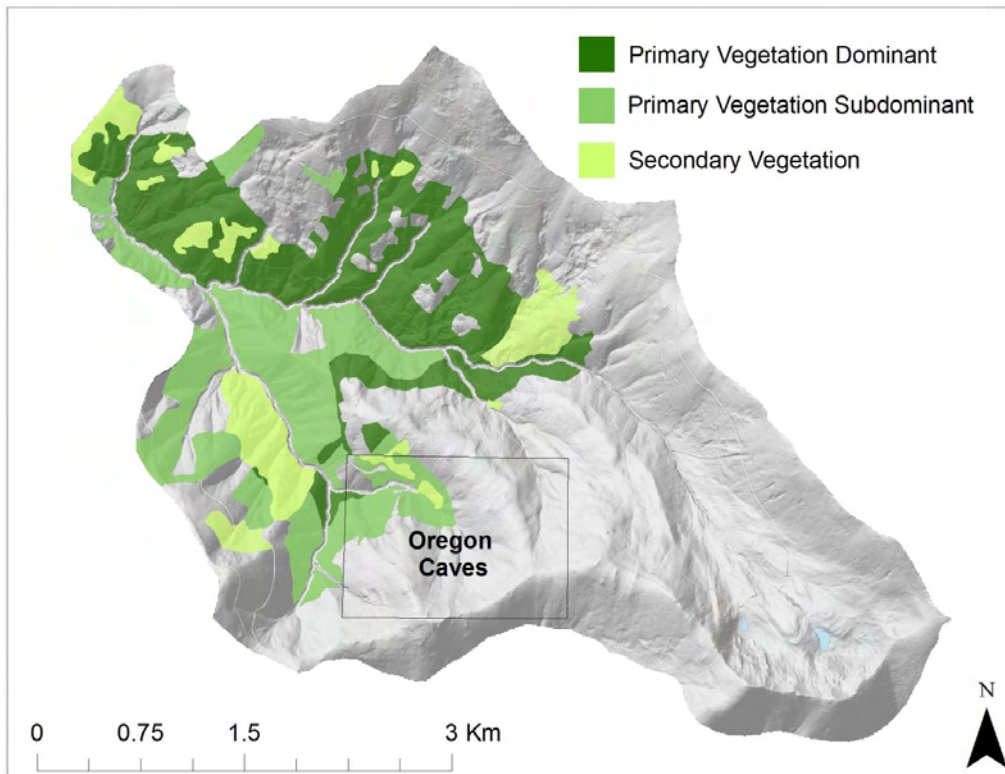 Primary Vegetation Dominant
Primary Vegetation Subdominant
Secondary Vegetation
Oregon
Caves
N
0 0.75 1.5 3 Km